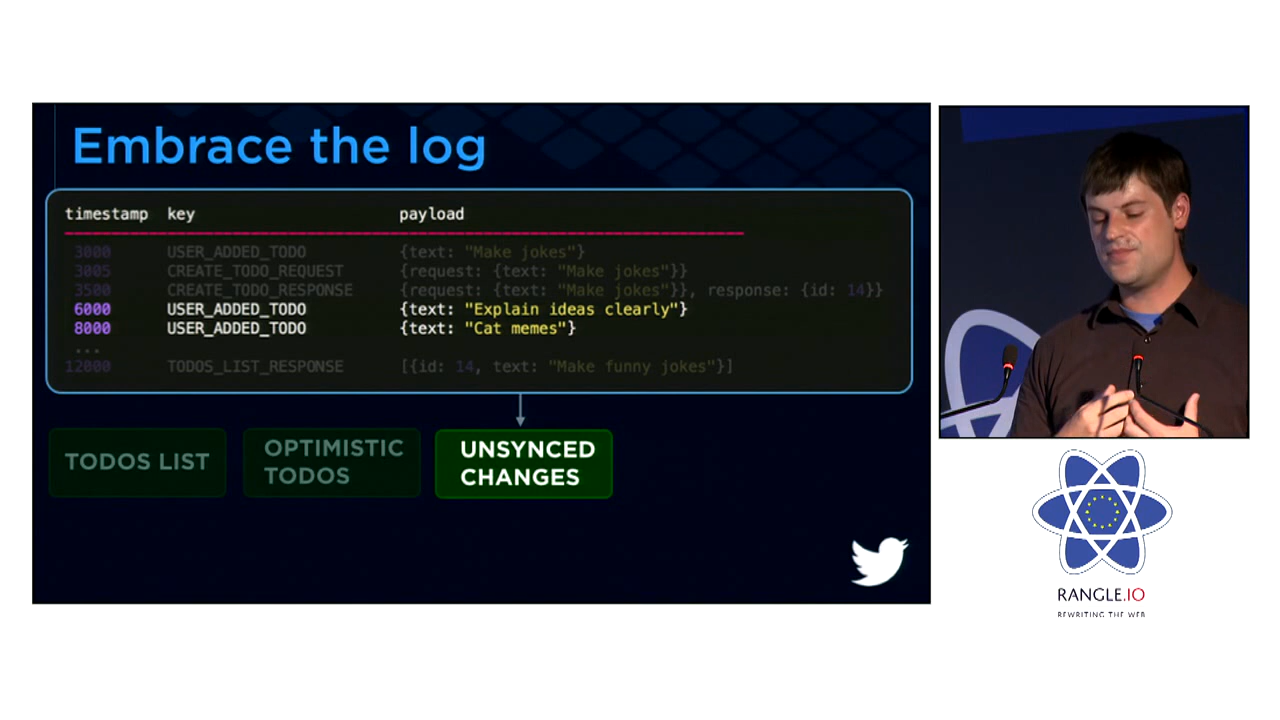 Embrace the log
timestamp key payload
3000 USER_ADDED_TODO {text: "Make jokes"}
3005 CREATE_TODO_REQUEST {request: {text: "Make jokes"}}
3500 CREATE_TODO_RESPONSE {request: {text: "Make jokes"}}, response: {id: 14}}
6000 USER_ADDED_TODO {text: "Explain ideas clearly"}
8000 USER_ADDED_TODO {text: "Cat memes"}
...
12000 TODOS_LIST_RESPONSE [{id: 14, text: "Make funny jokes"}]
TODOS LIST
OPTIMISTIC
TODOS
UNSYNCED
CHANGES
RANGLE.IO
REWRITING THE WEB